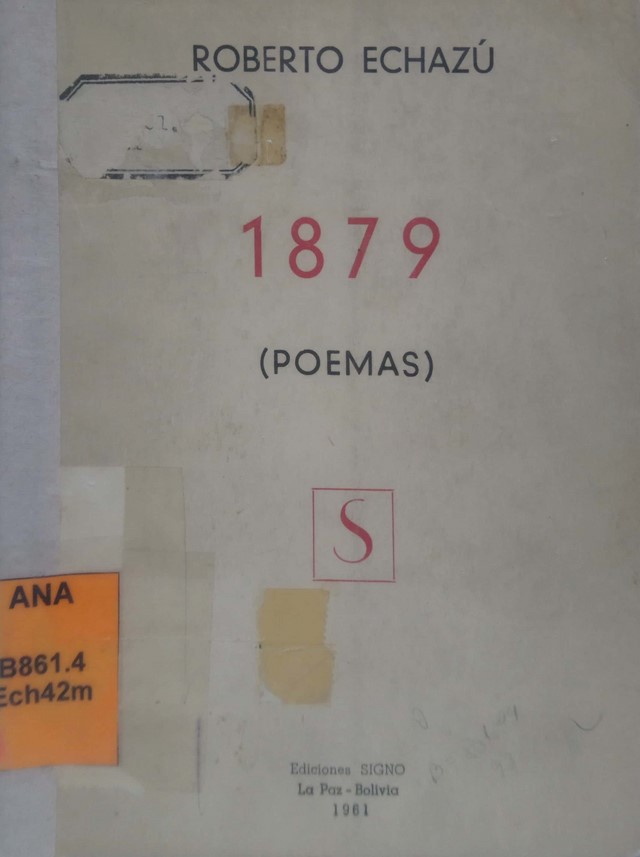 ROBERTO ECHAZÚ
1879
(POEMAS)
S
ANA
B861.4
Ech42m
Ediciones SIGNO
La Paz - Bolivia
1961